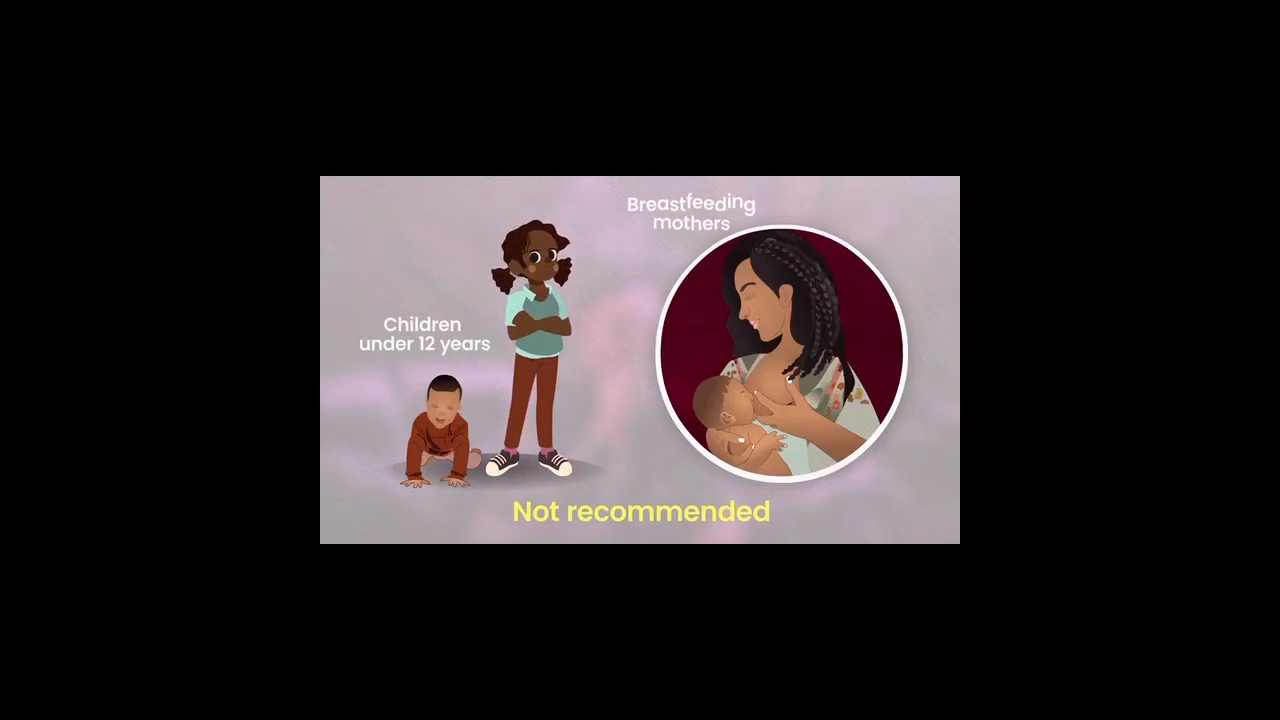 Breastfeeding
mothers
Children
under 12 years
Not recommended